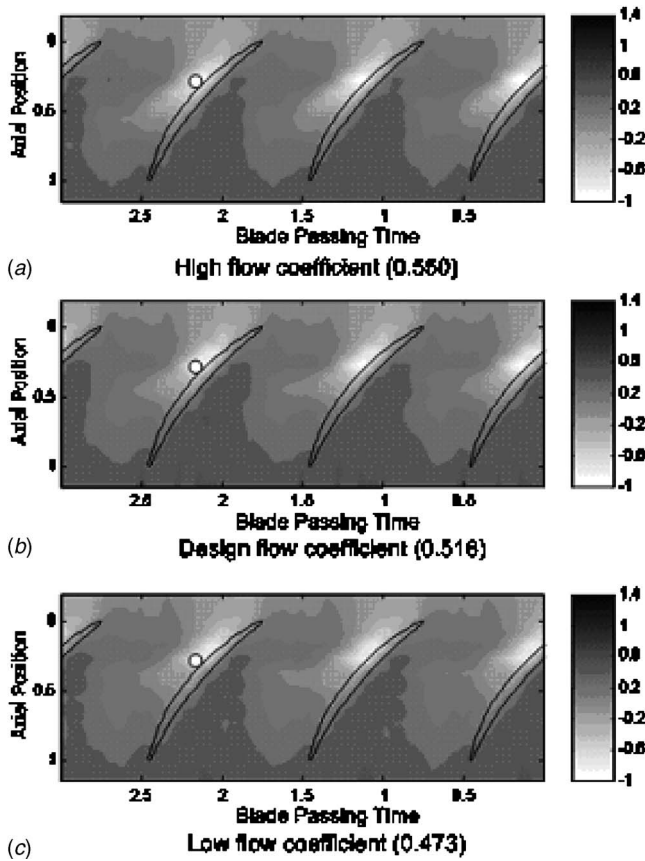 1.4
1
0.6
0.2
-0.2
-0.6
-1
Axial Position
0
0.5
1
2.5 2 1.5 1 0.5
Blade Passing Time
(a) High flow coefficient (0.550)
1.4
1
0.6
0.2
-0.2
-0.6
-1
Axial Position
0
0.5
1
2.5 2 1.5 1 0.5
Blade Passing Time
(b) Design flow coefficient (0.516)
1.4
1
0.6
0.2
-0.2
-0.6
-1
Axial Position
0
0.5
1
2.5 2 1.5 1 0.5
Blade Passing Time
(c) Low flow coefficient (0.473)